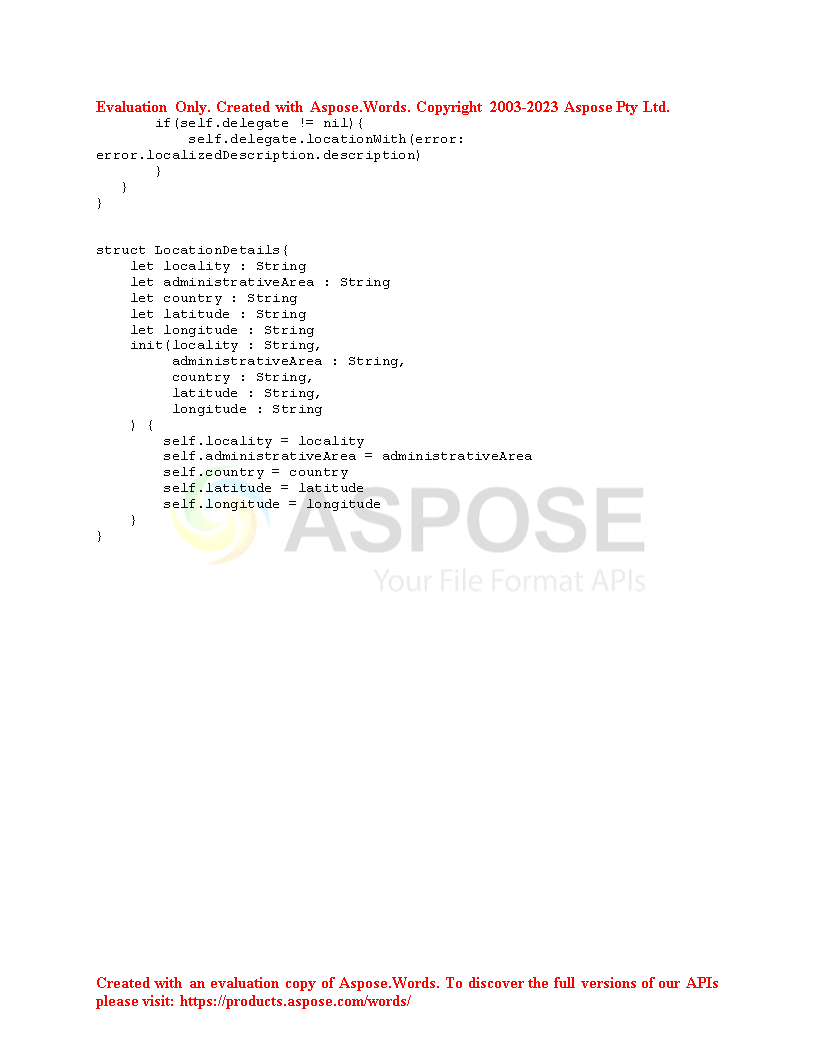 Evaluation Only. Created with Aspose.Words. Copyright 2003-2023 Aspose Pty Ltd.
       if(self.delegate != nil){
           self.delegate.locationWith(error:
error.localizedDescription.description)
       }
   }
}
struct LocationDetails{
    let locality : String
    let administrativeArea : String
    let country : String
    let latitude : String
    let longitude : String
    init(locality : String,
         administrativeArea : String,
         country : String,
         latitude : String,
         longitude : String
    ) {
        self.locality = locality
        self.administrativeArea = administrativeArea
        self.country = country
        self.latitude = latitude
        self.longitude = longitude
    }
}
ASPOSE
Your File Format APIs
Created with an evaluation copy of Aspose.Words. To discover the full versions of our APIs
please visit: https://products.aspose.com/words/